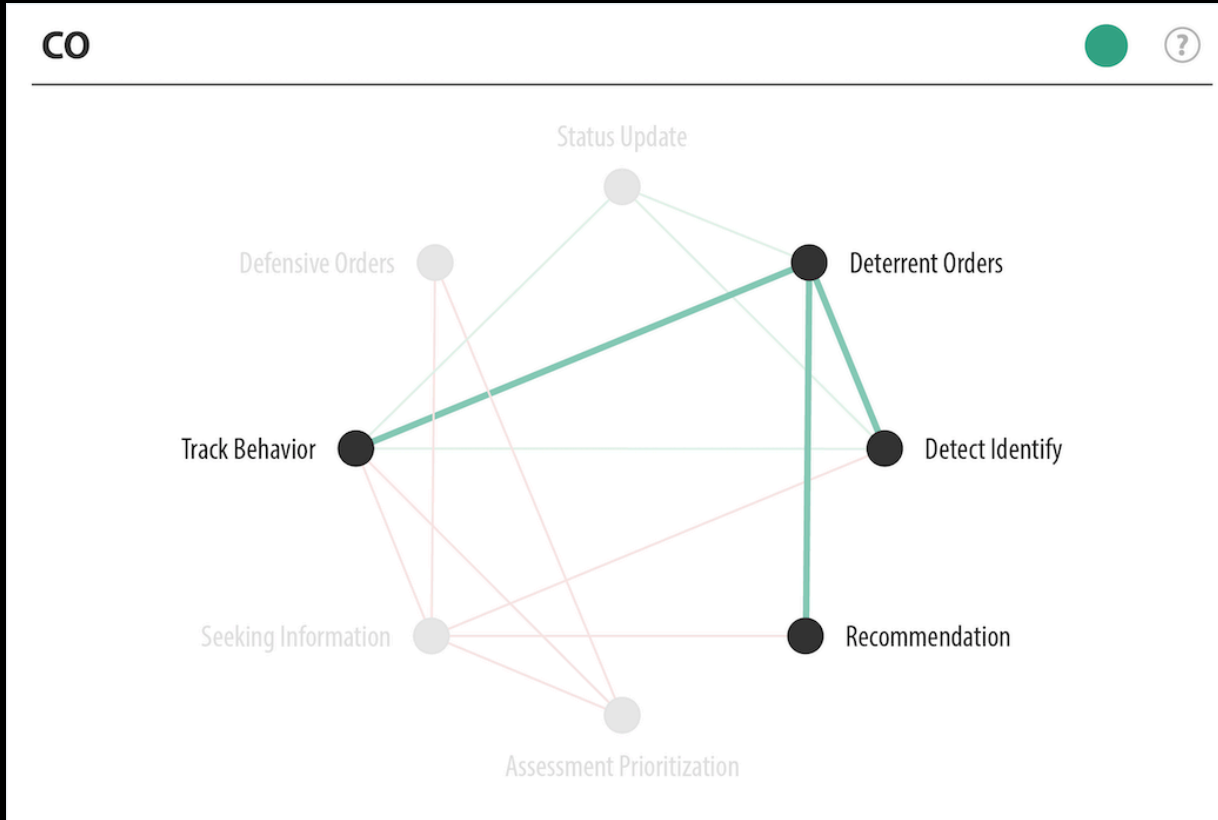 CO
?
Status Update
Defensive Orders
Deterrent Orders
Track Behavior
Detect Identify
Seeking Information
Recommendation
Assessment Prioritization